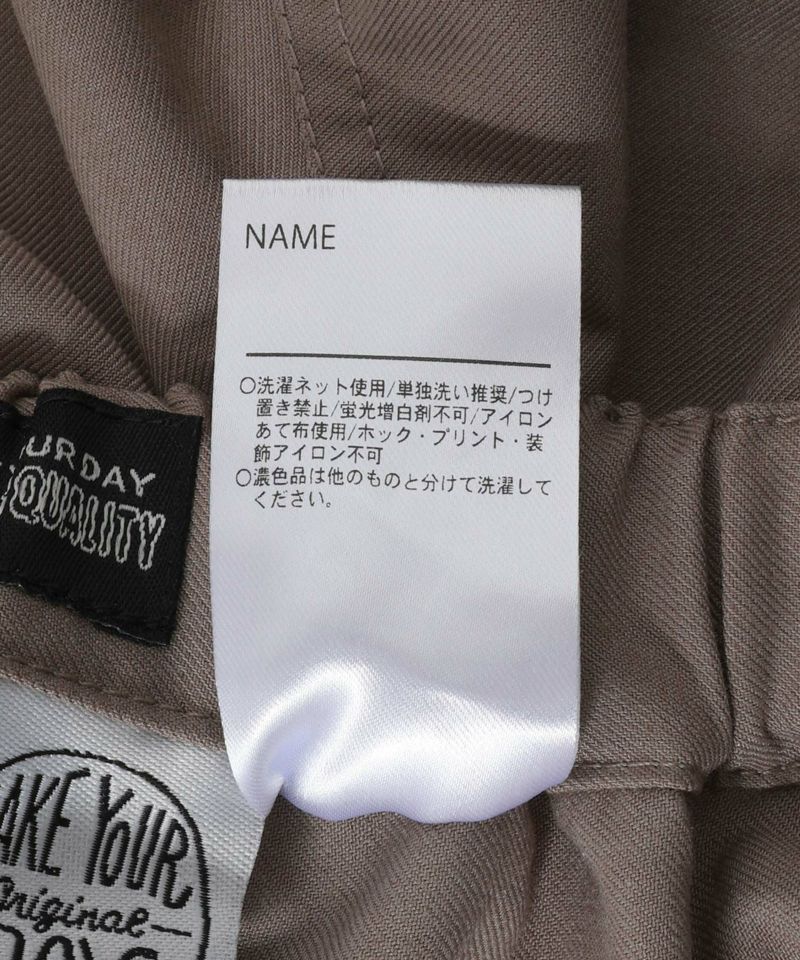 NAME
○洗濯ネット使用/単独洗い推奨/つけ
置き禁止/蛍光増白剤不可/アイロン
あて布使用/ホック・プリント・装
飾アイロン不可
○濃色品は他のものと分けて洗濯して
ください。
URDAY
QUALITY
AKE YOUR
Original